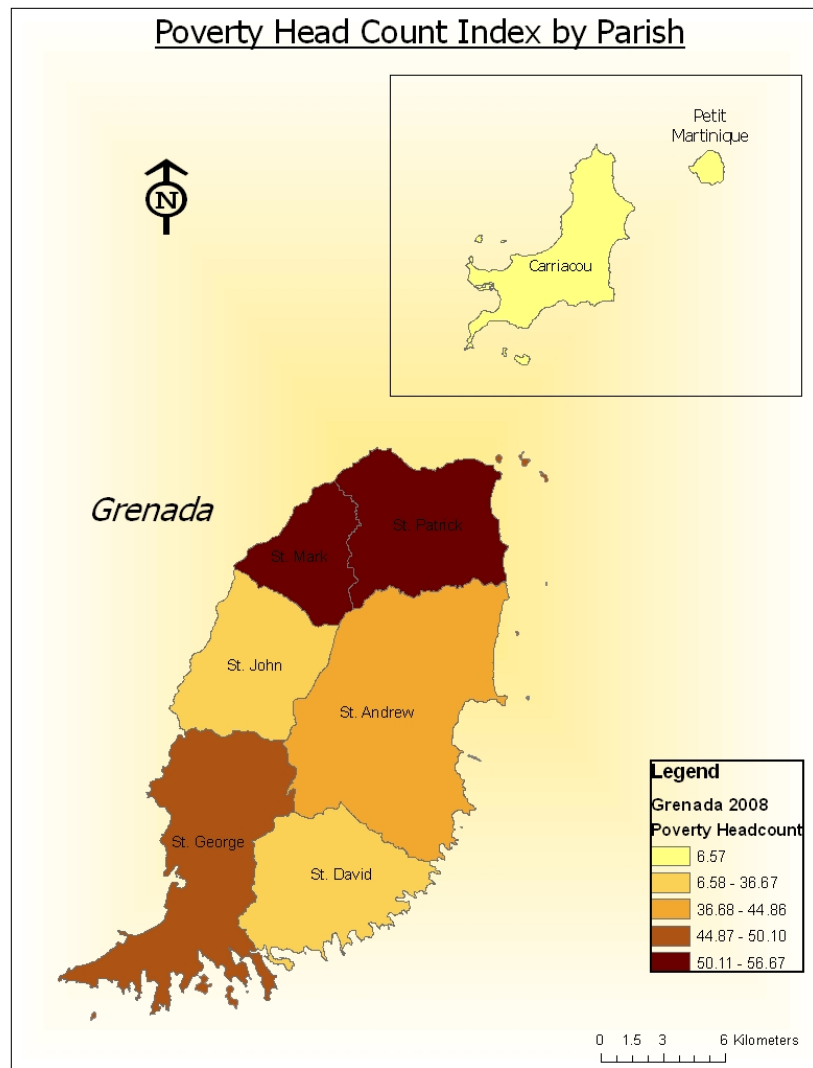 Poverty Head Count Index by Parish
Petit
Martinique
N
Carriacou
Grenada
St. Patrick
St. Mark
St. John
St. Andrew
St. George
St. David
Legend
Grenada 2008
Poverty Headcount
6.57
6.58 - 36.67
36.68 - 44.86
44.87 - 50.10
50.11 - 56.67
0 1.5 3 6 Kilometers